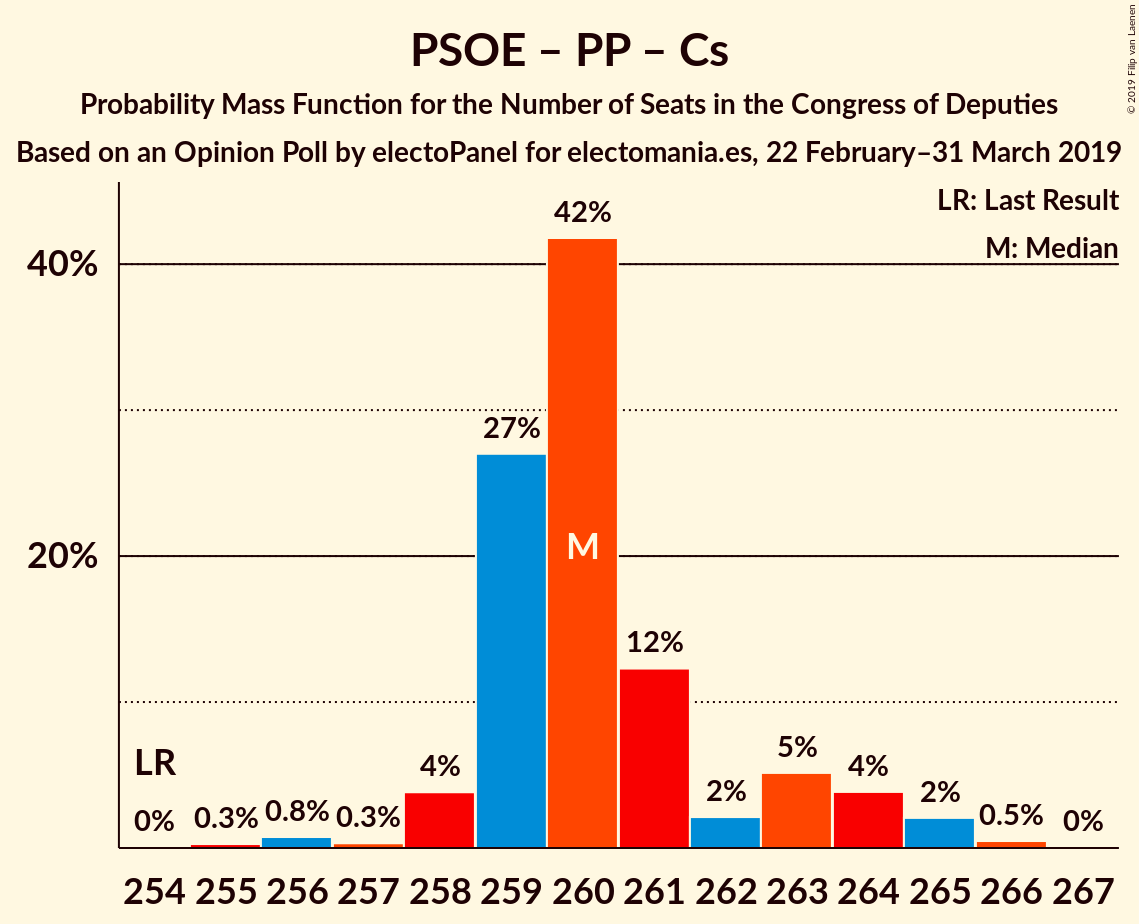 PSOE – PP – Cs
Probability Mass Function for the Number of Seats in the Congress of Deputies
Based on an Opinion Poll by electoPanel for electomania.es, 22 February–31 March 2019
© 2019 Filip van Laenen
LR: Last Result
M: Median
40%
20%
LR
0%
0.3%
0.8%
0.3%
4%
27%
42%
M
12%
2%
5%
4%
2%
0.5%
0%
254 255 256 257 258 259 260 261 262 263 264 265 266 267